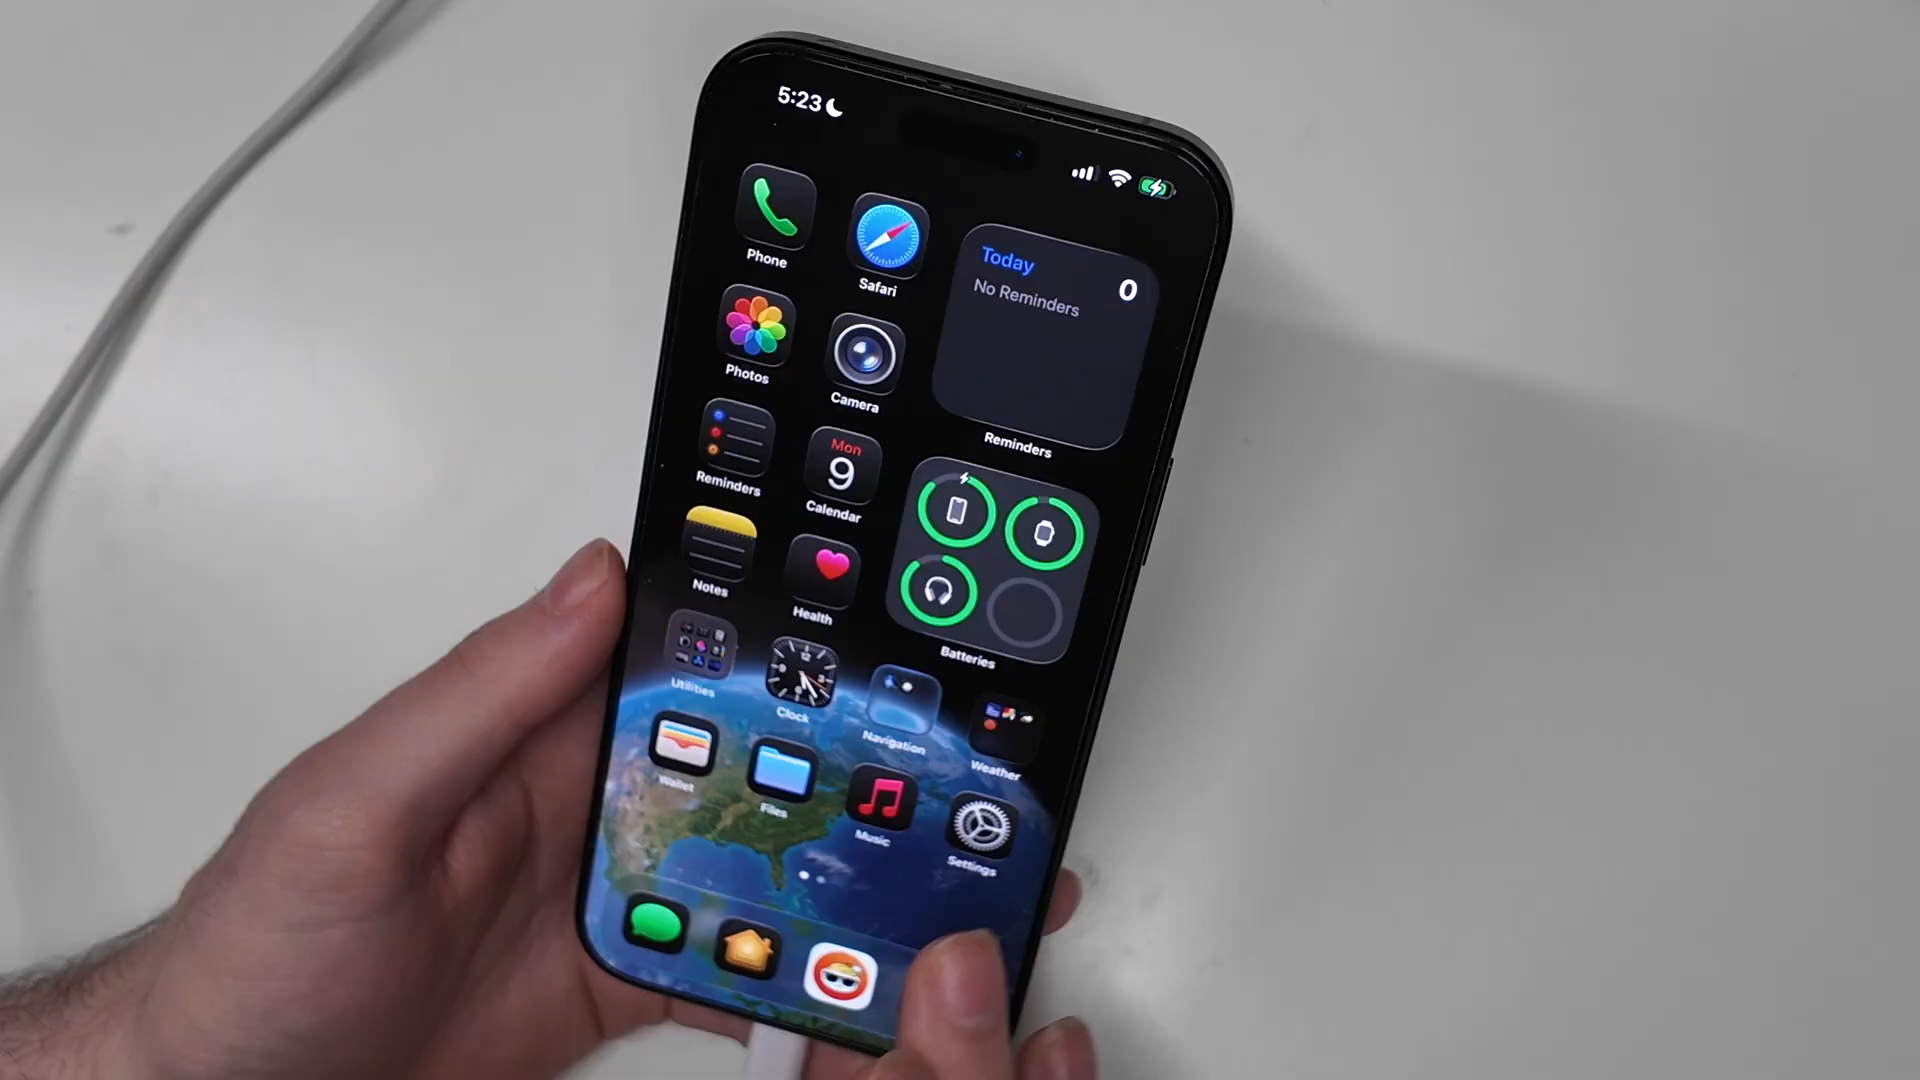 5:23
Phone
Safari
Today
0
No Reminders
Photos
Camera
Reminders
Reminders
Mon
9
Calendar
Notes
Health
Batteries
Utilities
12
Clock
Navigation
Weather
Wallet
Files
Music
Settings